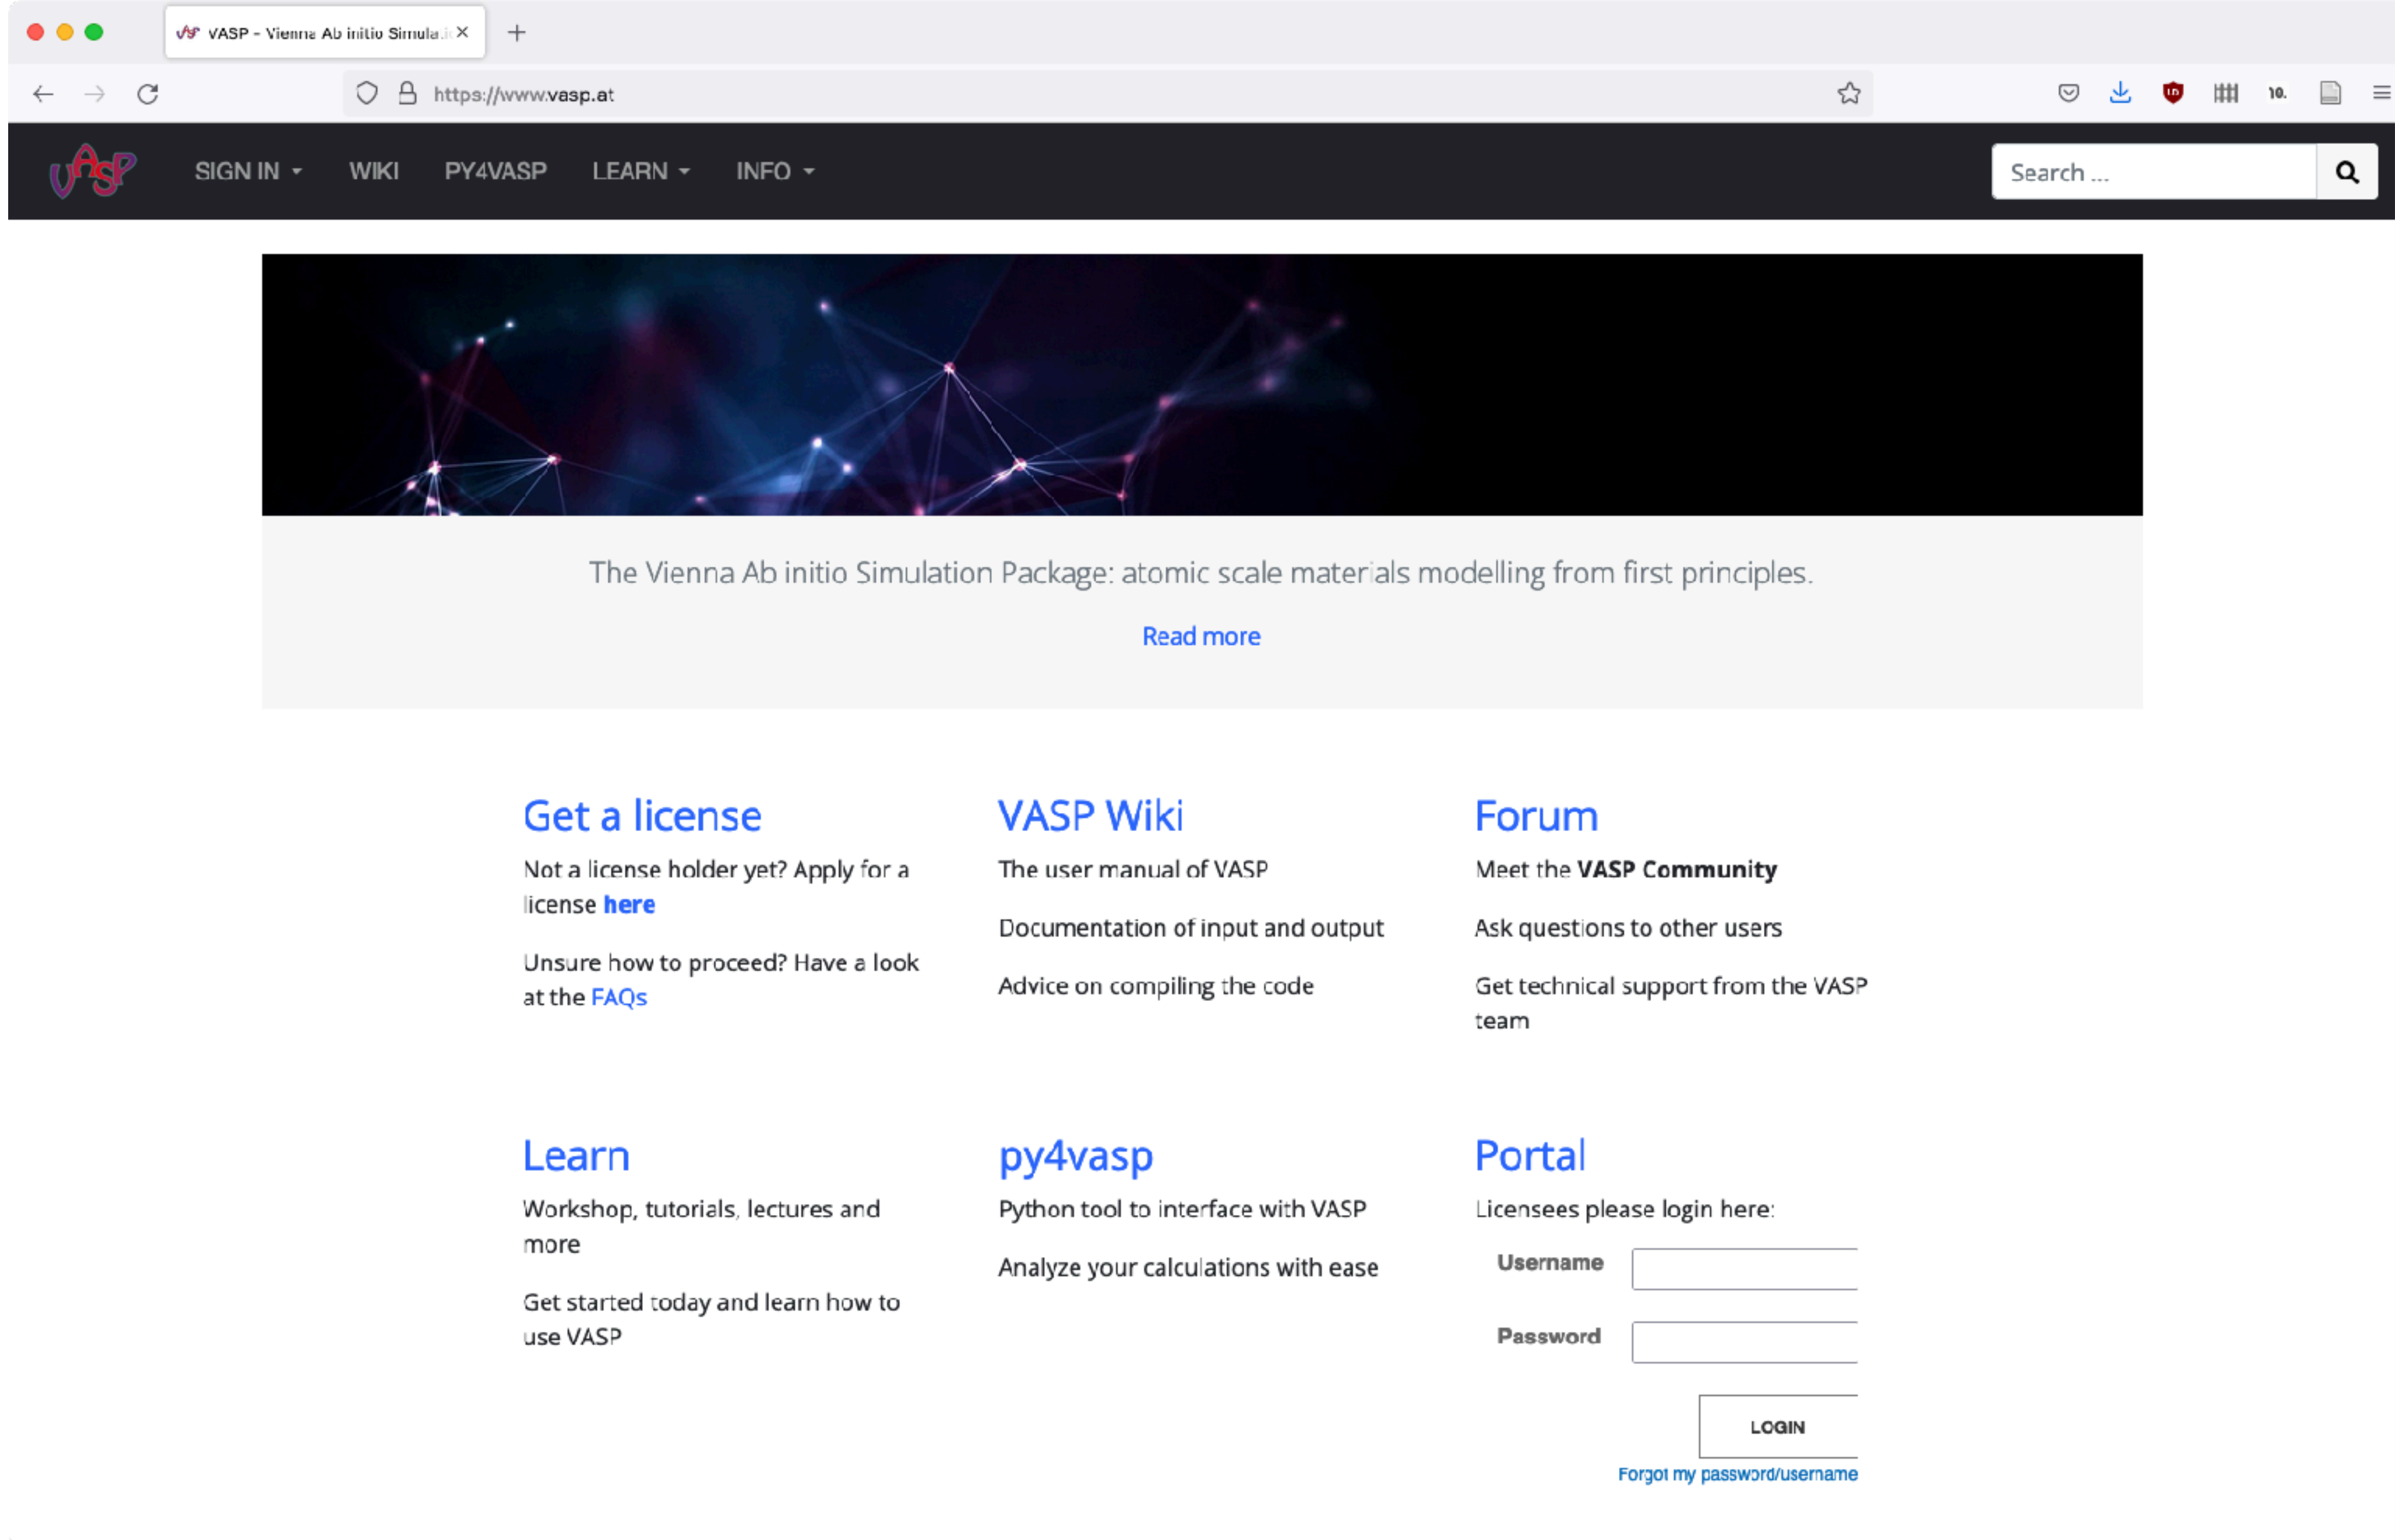 VASP - Vienna Ab initio Simula
https://www.vasp.at
VASP
SIGN IN
WIKI
PY4VASP
LEARN
INFO
Search ...
The Vienna Ab initio Simulation Package: atomic scale materials modelling from first principles.
Read more
Get a license
Not a license holder yet? Apply for a
license here
Unsure how to proceed? Have a look
at the FAQs
VASP Wiki
The user manual of VASP
Documentation of input and output
Advice on compiling the code
Forum
Meet the VASP Community
Ask questions to other users
Get technical support from the VASP
team
Learn
Workshop, tutorials, lectures and
more
Get started today and learn how to
use VASP
py4vasp
Python tool to interface with VASP
Analyze your calculations with ease
Portal
Licensees please login here:
Username
Password
LOGIN
Forgot my password/username